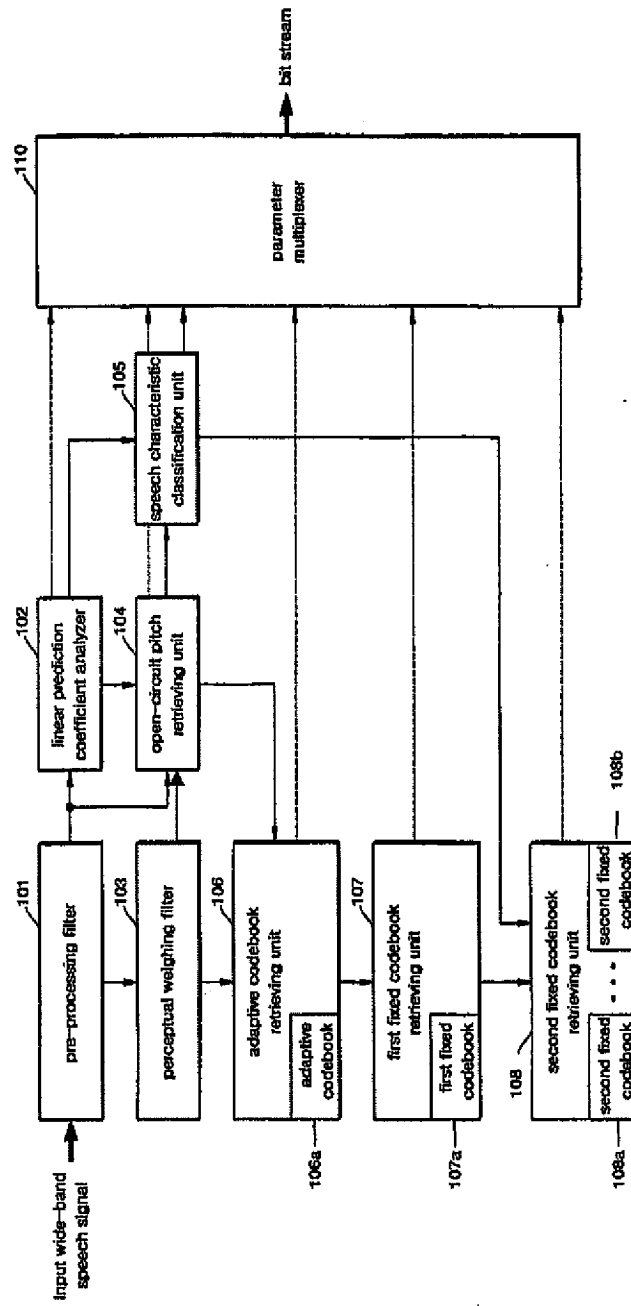 Input wide-band
speech signal
101
pre-processing filter
102
linear prediction
coefficient analyzer
103
perceptual weighing filter
104
open-circuit pitch
retrieving unit
105
speech characteristic
classification unit
106
adaptive codebook
retrieving unit
adaptive
codebook
106a
107
first fixed codebook
retrieving unit
first fixed
codebook
107a
108
second fixed codebook
retrieving unit
second fixed
codebook
108a
second fixed
codebook
108b
110
parameter
multiplexer
bit stream